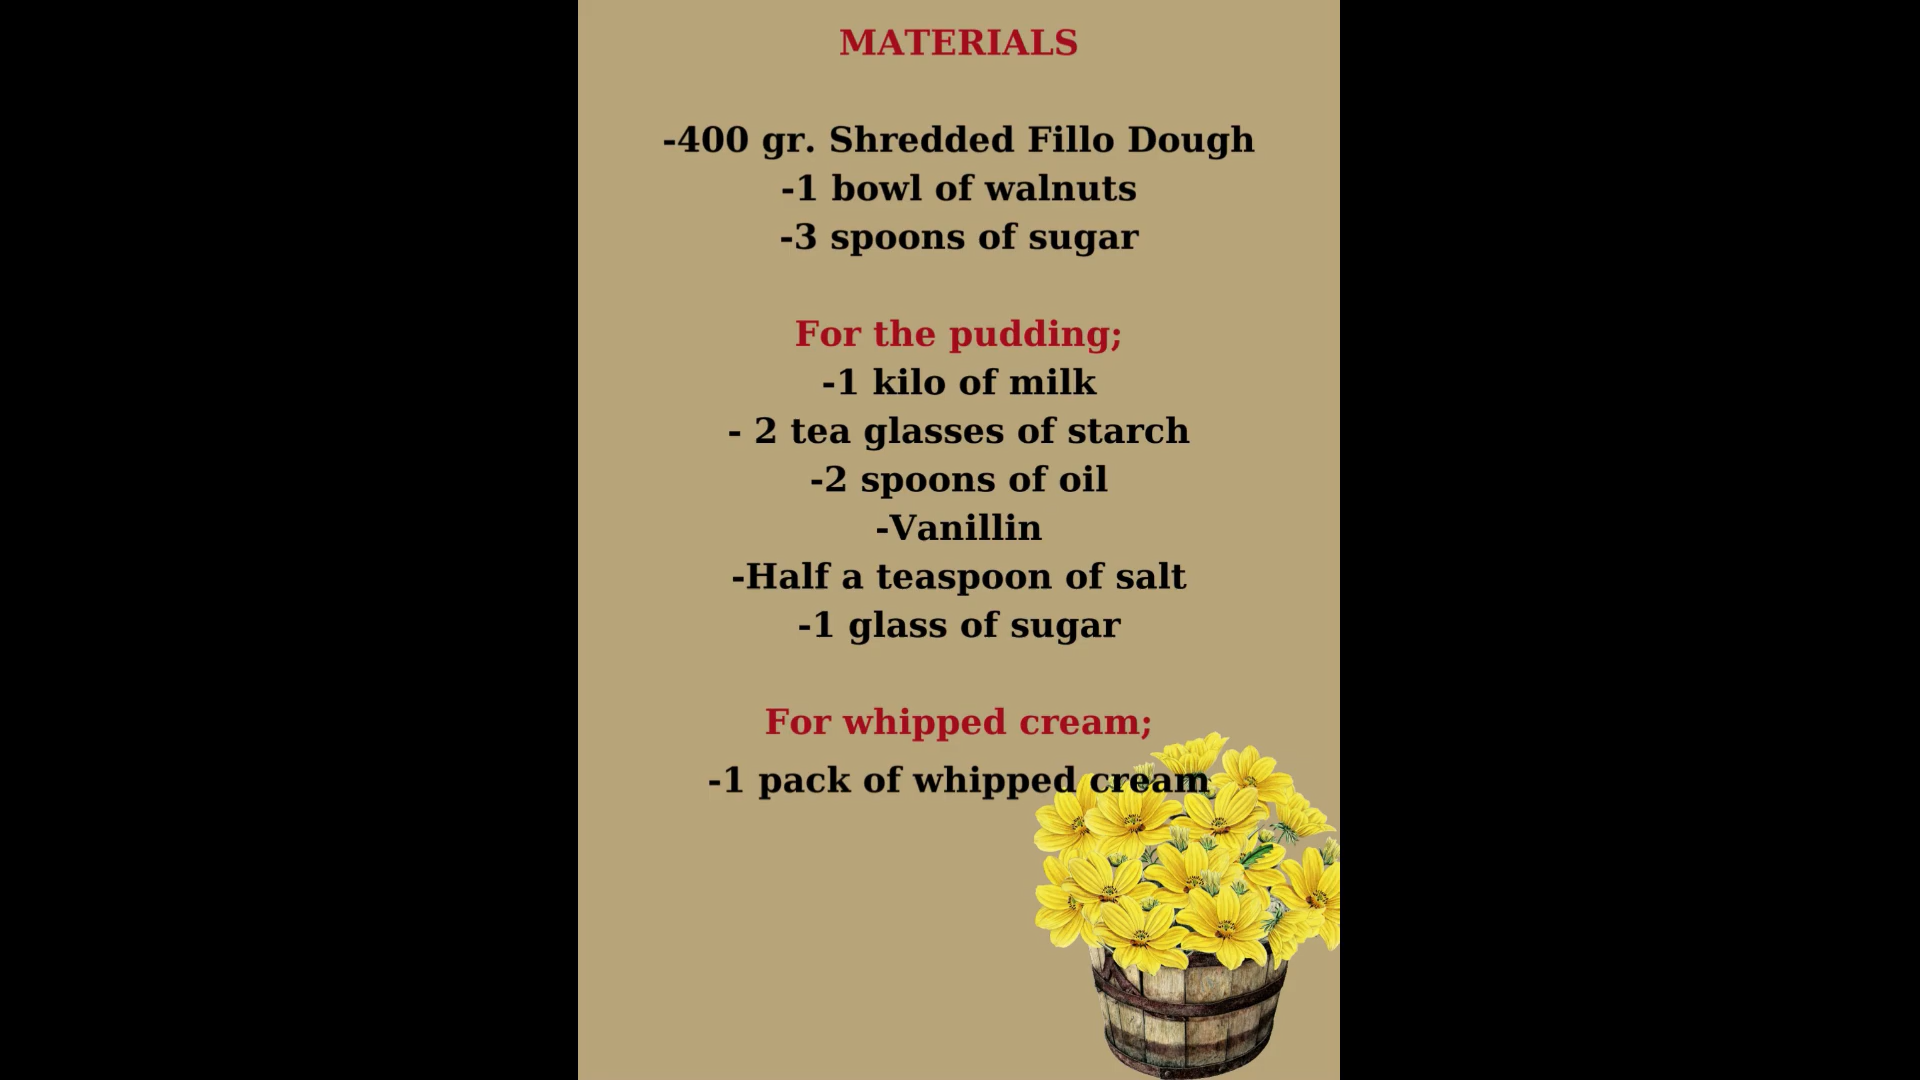 MATERIALS
-400 gr. Shredded Fillo Dough
-1 bowl of walnuts
-3 spoons of sugar
For the pudding;
-1 kilo of milk
- 2 tea glasses of starch
-2 spoons of oil
-Vanillin
-Half a teaspoon of salt
-1 glass of sugar
For whipped cream;
-1 pack of whipped cream